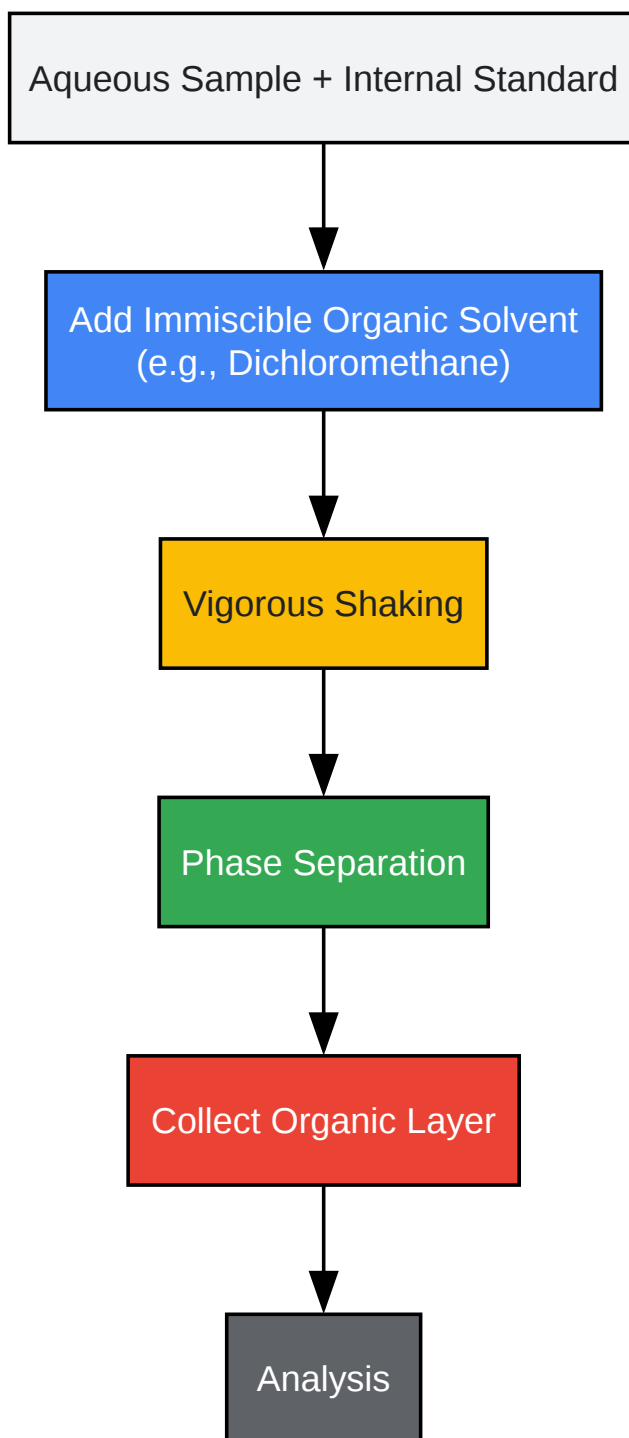 Aqueous Sample + Internal Standard
Add Immiscible Organic Solvent
(e.g., Dichloromethane)
Vigorous Shaking
Phase Separation
Collect Organic Layer
Analysis